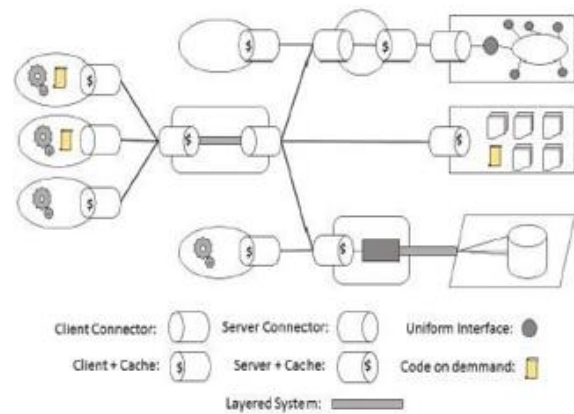 $
$
$
$
$
$
$
$
$
$
Client Connector:
Server Connector:
Uniform Interface:
Client + Cache:
$
Server + Cache:
$
Code on demmand:
Layered System: